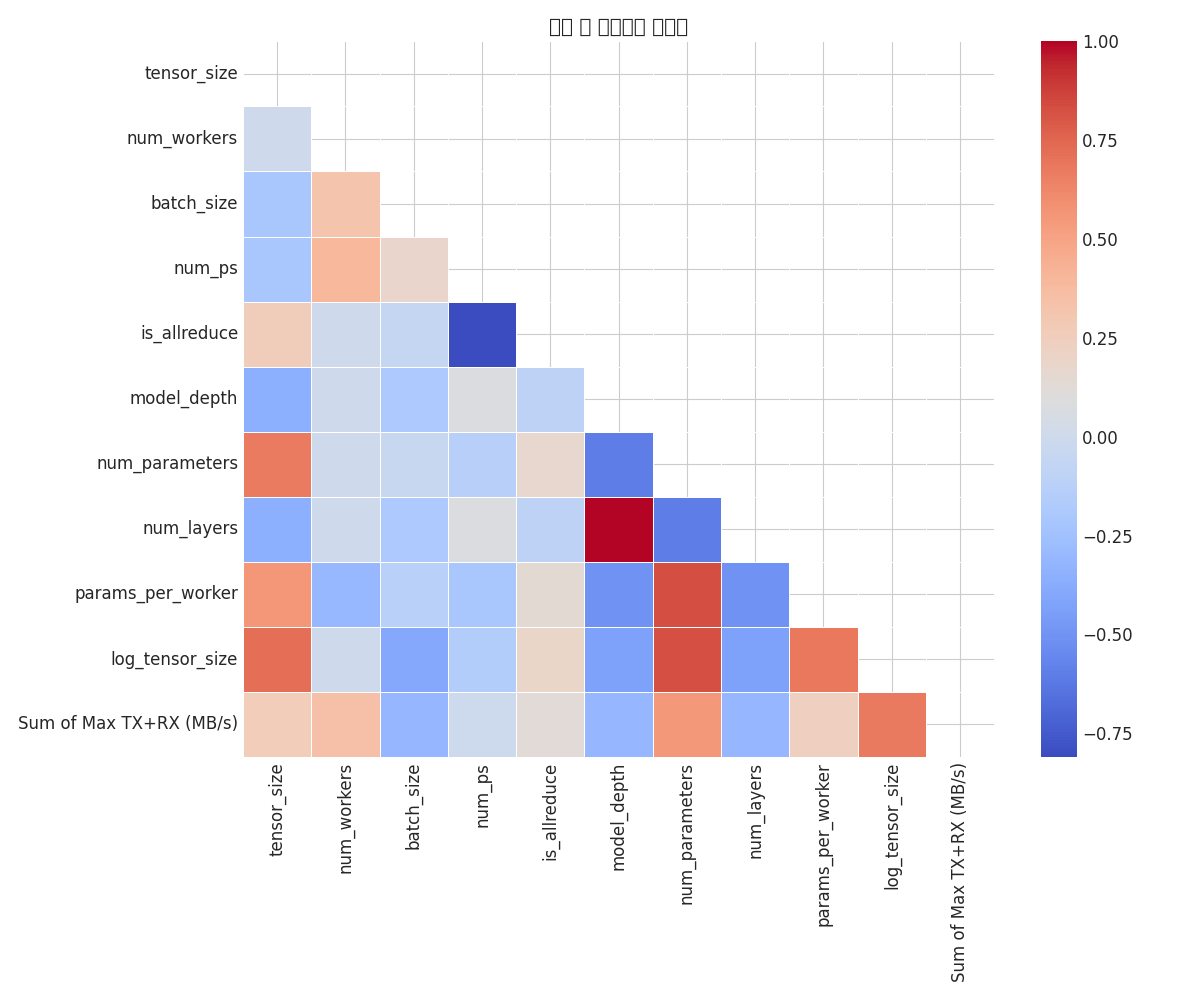 tensor_size
num_workers
batch_size
num_ps
is_allreduce
model_depth
num_parameters
num_layers
params_per_worker
log_tensor_size
Sum of Max TX+RX (MB/s)
tensor_size
num_workers
batch_size
num_ps
is_allreduce
model_depth
num_parameters
num_layers
params_per_worker
log_tensor_size
Sum of Max TX+RX (MB/s)
1.00
0.75
0.50
0.25
0.00
−0.25
−0.50
−0.75